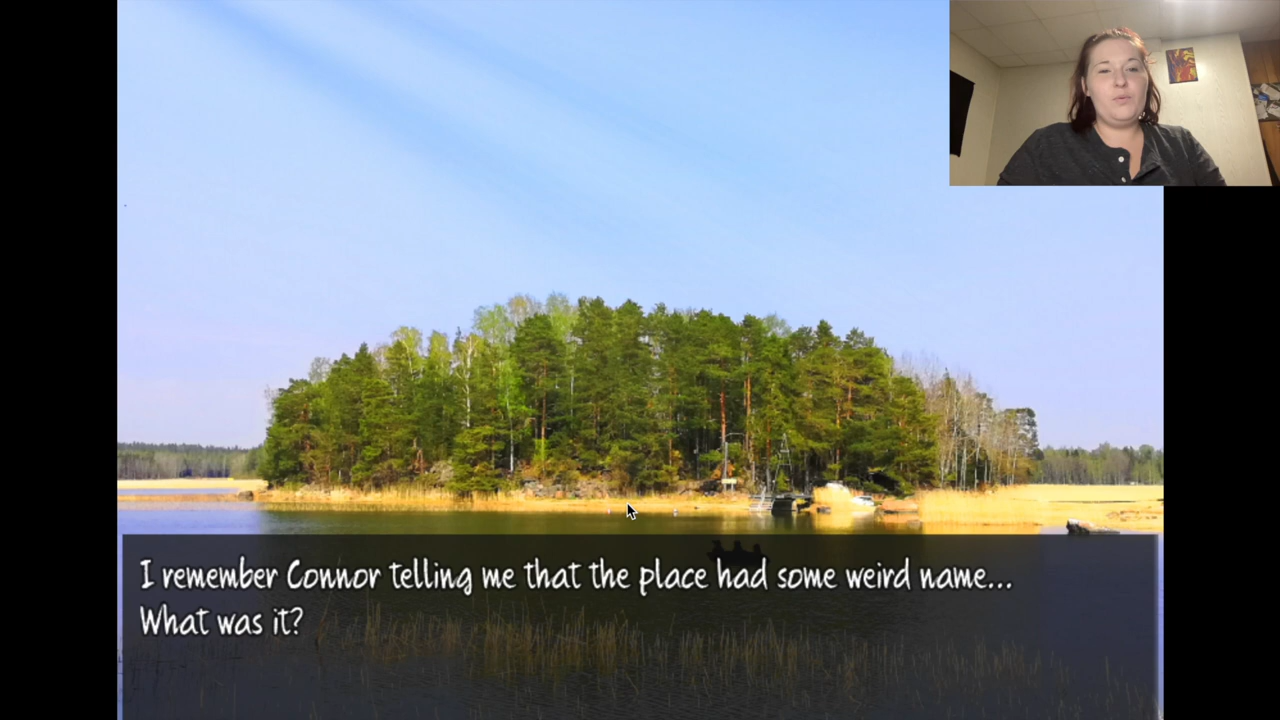 I remember Connor telling me that the place had some weird name...
What was it?